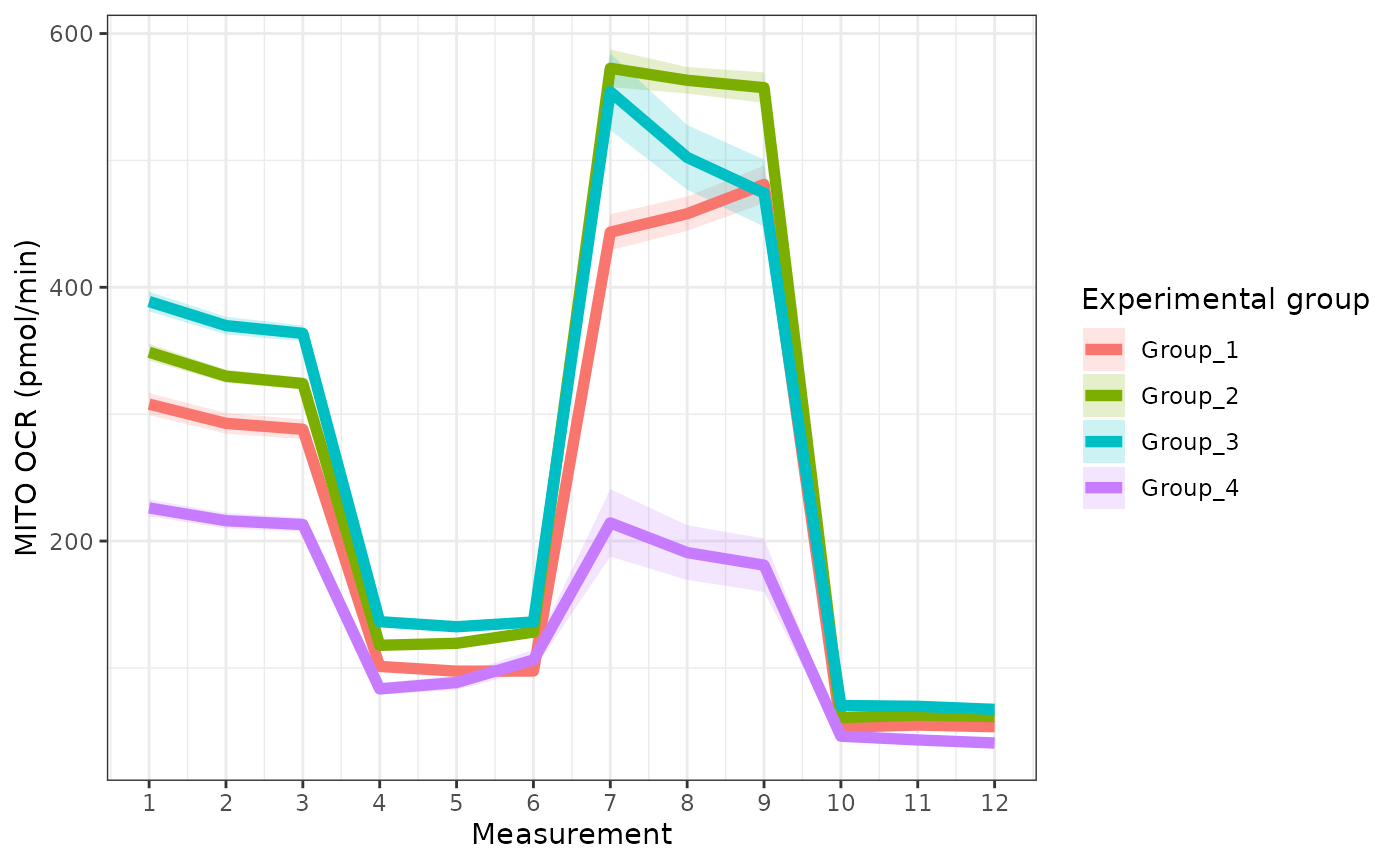 600
400
200
MITO OCR (pmol/min)
1 2 3 4 5 6 7 8 9 10 11 12
Measurement
Experimental group
Group_1
Group_2
Group_3
Group_4